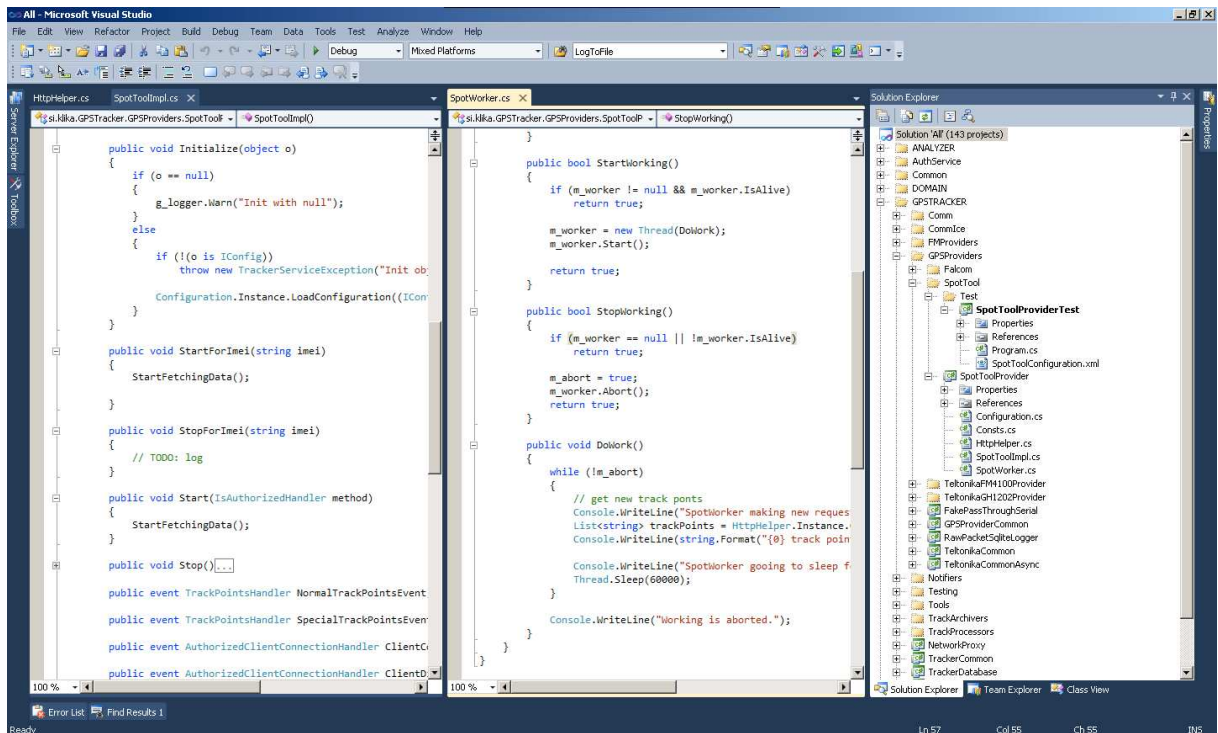 All - Microsoft Visual Studio
File Edit View Refactor Project Build Debug Team Data Tools Test Analyze Window Help
Debug Mixed Platforms LogToFile
Server Explorer
Toolbox
HttpHelper.cs SpotToolImpl.cs
si.klika.GPSTracker.GPSProviders.SpotToolF SpotToolImpl()
public void Initialize(object o)
{
if (o == null)
{
g_logger.Warn("Init with null");
}
else
{
if (!(o is IConfig))
throw new TrackerServiceException("Init ob
Configuration.Instance.LoadConfiguration((ICon
}
}
public void StartForImei(string imei)
{
StartFetchingData();
}
public void StopForImei(string imei)
{
// TODO: log
}
public void Start(IsAuthorizedHandler method)
{
StartFetchingData();
}
public void Stop()...
public event TrackPointsHandler NormalTrackPointsEvent
public event TrackPointsHandler SpecialTrackPointsEven
public event AuthorizedClientConnectionHandler ClientC
public event AuthorizedClientConnectionHandler ClientD
100 %
SpotWorker.cs
si.klika.GPSTracker.GPSProviders.SpotToolP StopWorking()
}
public bool StartWorking()
{
if (m_worker != null && m_worker.IsAlive)
return true;
m_worker = new Thread(DoWork);
m_worker.Start();
return true;
}
public bool StopWorking()
{
if (m_worker == null || !m_worker.IsAlive)
return true;
m_abort = true;
m_worker.Abort();
return true;
}
public void DoWork()
{
while (!m_abort)
{
// get new track ponts
Console.WriteLine("SpotWorker making new reques
List<string> trackPoints = HttpHelper.Instance.
Console.WriteLine(string.Format("{0} track poin
Console.WriteLine("SpotWorker gooing to sleep f
Thread.Sleep(60000);
}
Console.WriteLine("Working is aborted.");
}
}
}
100 %
Solution Explorer
Solution 'All' (143 projects)
ANALYZER
AuthService
Common
DOMAIN
GPSTRACKER
Comm
CommIce
FMProviders
GPSProviders
Falcom
SpotTool
Test
SpotToolProviderTest
Properties
References
Program.cs
SpotToolConfiguration.xml
SpotToolProvider
Properties
References
Configuration.cs
Consts.cs
HttpHelper.cs
SpotToolImpl.cs
SpotWorker.cs
TeltonikaFM4100Provider
TeltonikaGH1202Provider
FakePassThroughSerial
GPSProviderCommon
RawPacketSqliteLogger
TeltonikaCommon
TeltonikaCommonAsync
Notifiers
Testing
Tools
TrackArchivers
TrackProcessors
NetworkProxy
TrackerCommon
TrackerDatabase
Solution Explorer Team Explorer Class View
Properties
Error List Find Results 1
Ready Ln 57 Col 55 Ch 55 INS